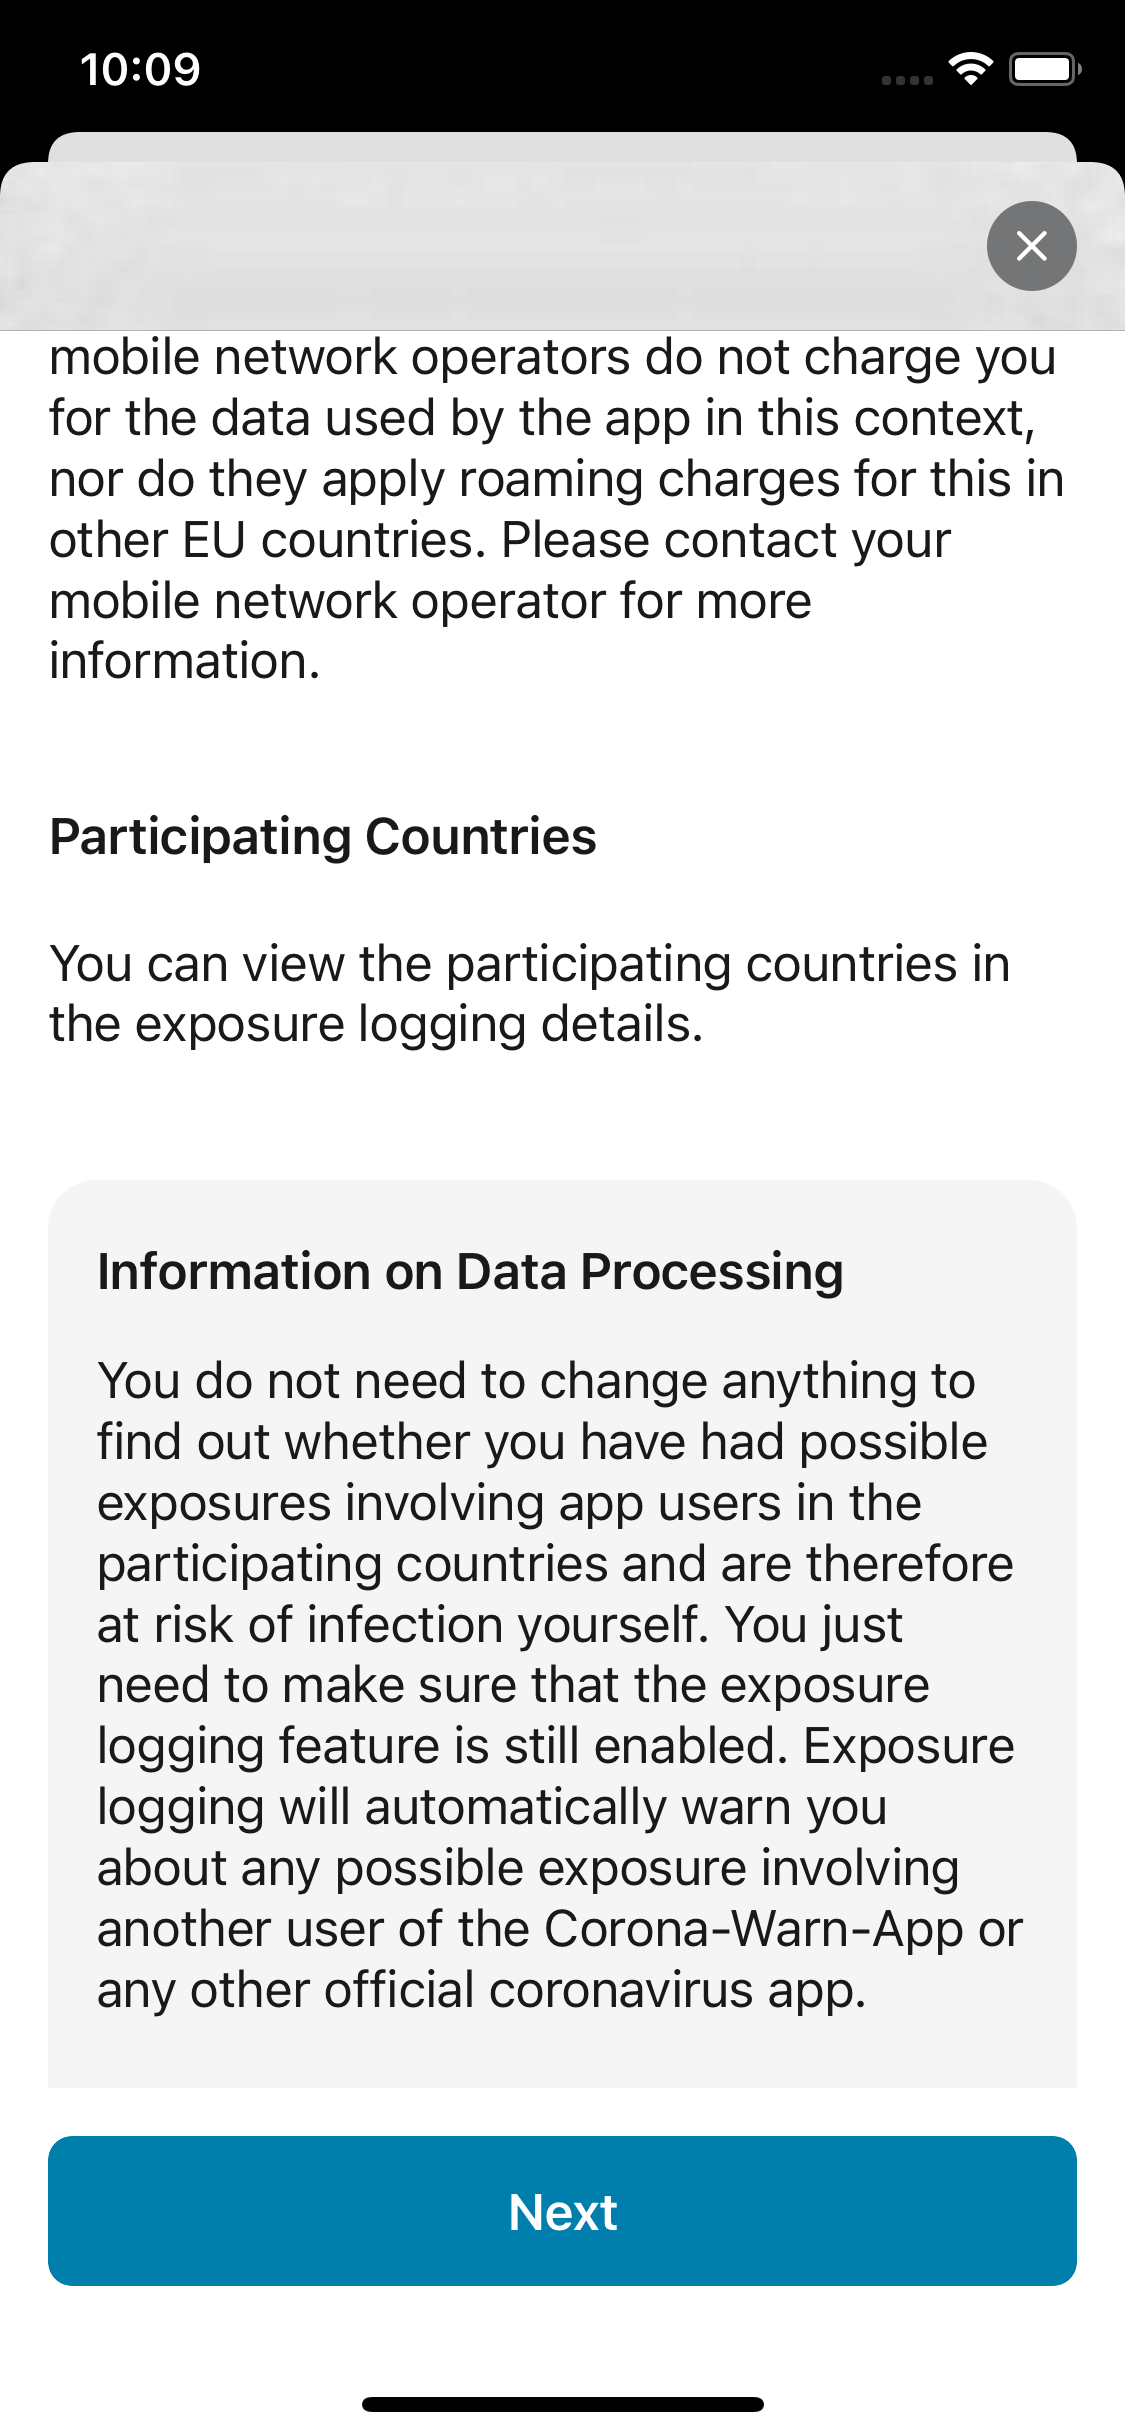 10:09
mobile network operators do not charge you
for the data used by the app in this context,
nor do they apply roaming charges for this in
other EU countries. Please contact your
mobile network operator for more
information.
Participating Countries
You can view the participating countries in
the exposure logging details.
Information on Data Processing
You do not need to change anything to
find out whether you have had possible
exposures involving app users in the
participating countries and are therefore
at risk of infection yourself. You just
need to make sure that the exposure
logging feature is still enabled. Exposure
logging will automatically warn you
about any possible exposure involving
another user of the Corona-Warn-App or
any other official coronavirus app.
Next